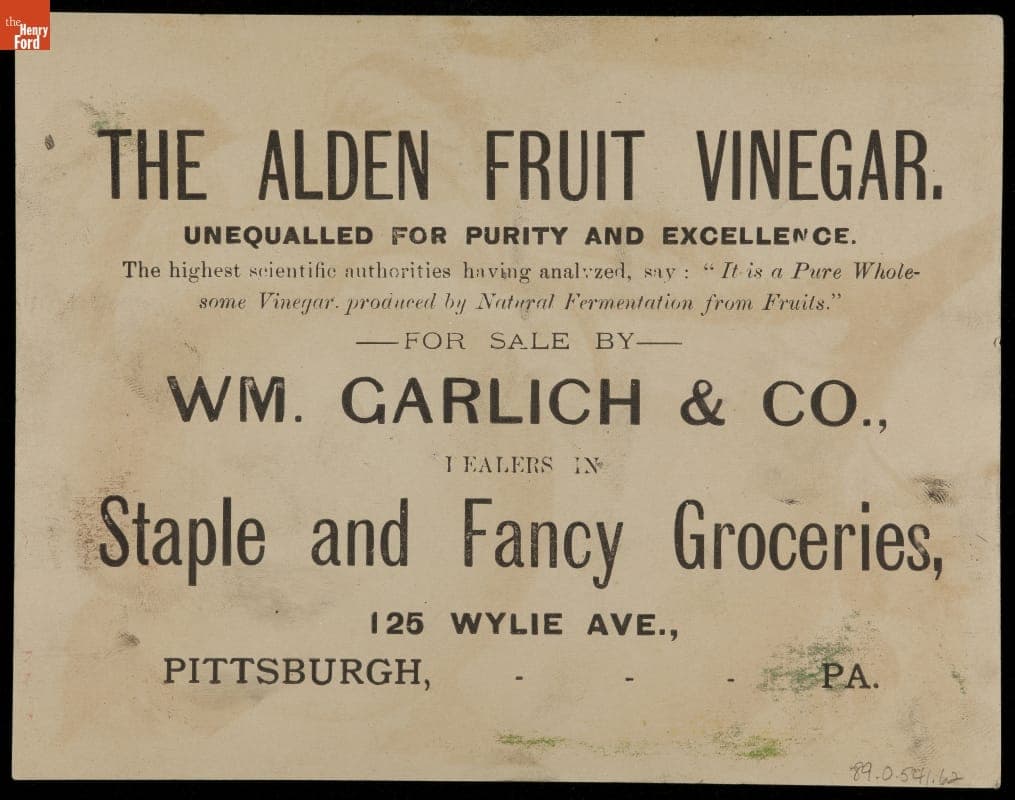 the
Henry
Ford
THE ALDEN FRUIT VINEGAR.
UNEQUALLED FOR PURITY AND EXCELLENCE.
The highest scientific authorities having analyzed, say: “It is a Pure Whole-
some Vinegar. produced by Natural Fermentation from Fruits.”
—FOR SALE BY—
WM. GARLICH & CO.,
DEALERS IN
Staple and Fancy Groceries,
125 WYLIE AVE.,
PITTSBURGH, - - - PA.
89.0.541.62